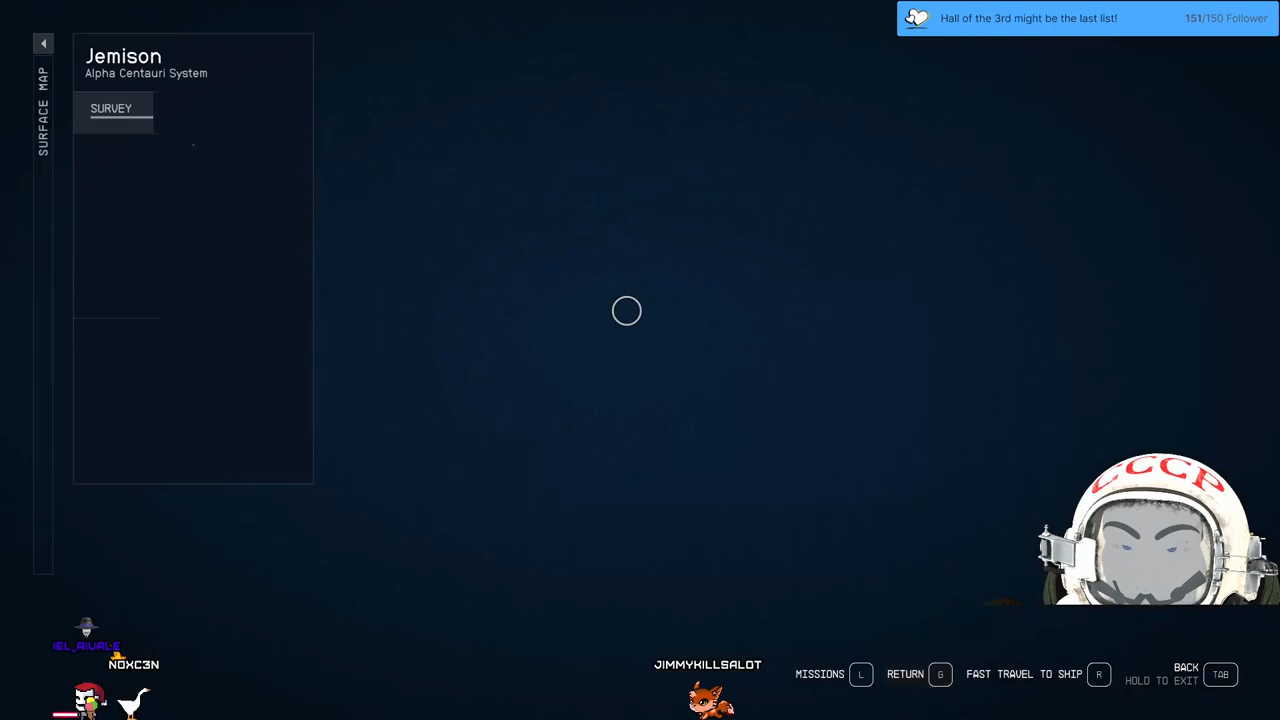 Hall of the 3rd might be the last list!
151/150 Follower
SURFACE MAP
Jemison
Alpha Centauri System
SURVEY
CCCP
IEL_AIVALE
NOXC3N
JIMMYKILLSALOT
MISSIONS L
RETURN G
FAST TRAVEL TO SHIP R
BACK
HOLD TO EXIT
TAB